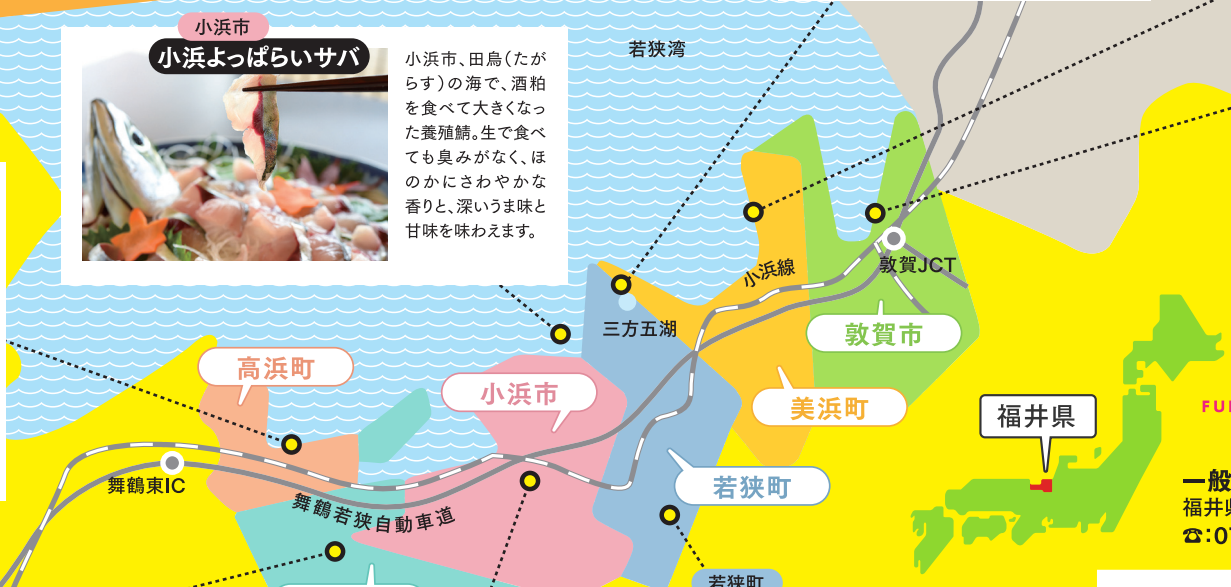 小浜市
小浜よっぱらいサバ
小浜市、田烏（たが
らす）の海で、酒粕
を食べて大きくなっ
た養殖鯖。生で食べ
ても臭みがなく、ほ
のかにさわやかな
香りと、深いうま味と
甘味を味わえます。
若狭湾
小浜線
敦賀JCT
三方五湖
敦賀市
高浜町
小浜市
美浜町
福井県
FU
若狭町
舞鶴東IC
舞鶴若狭自動車道
一般
福井
☎:0
若狭町